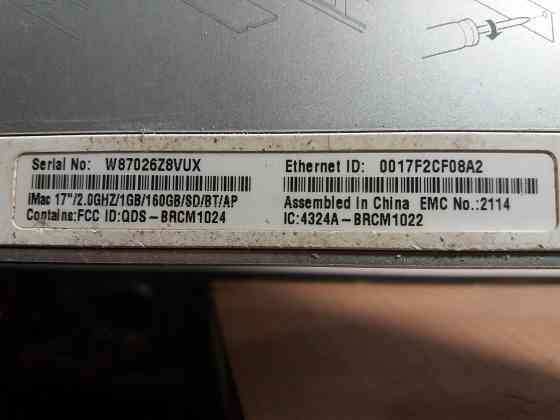 Serial No: W87026Z8VUX
Ethernet ID: 0017F2CF08A2
iMac 17"/2.0GHZ/1GB/160GB/SD/BT/AP
Assembled in China EMC No.:2114
Contains:FCC ID:QDS-BRCM1024
IC:4324A-BRCM1022